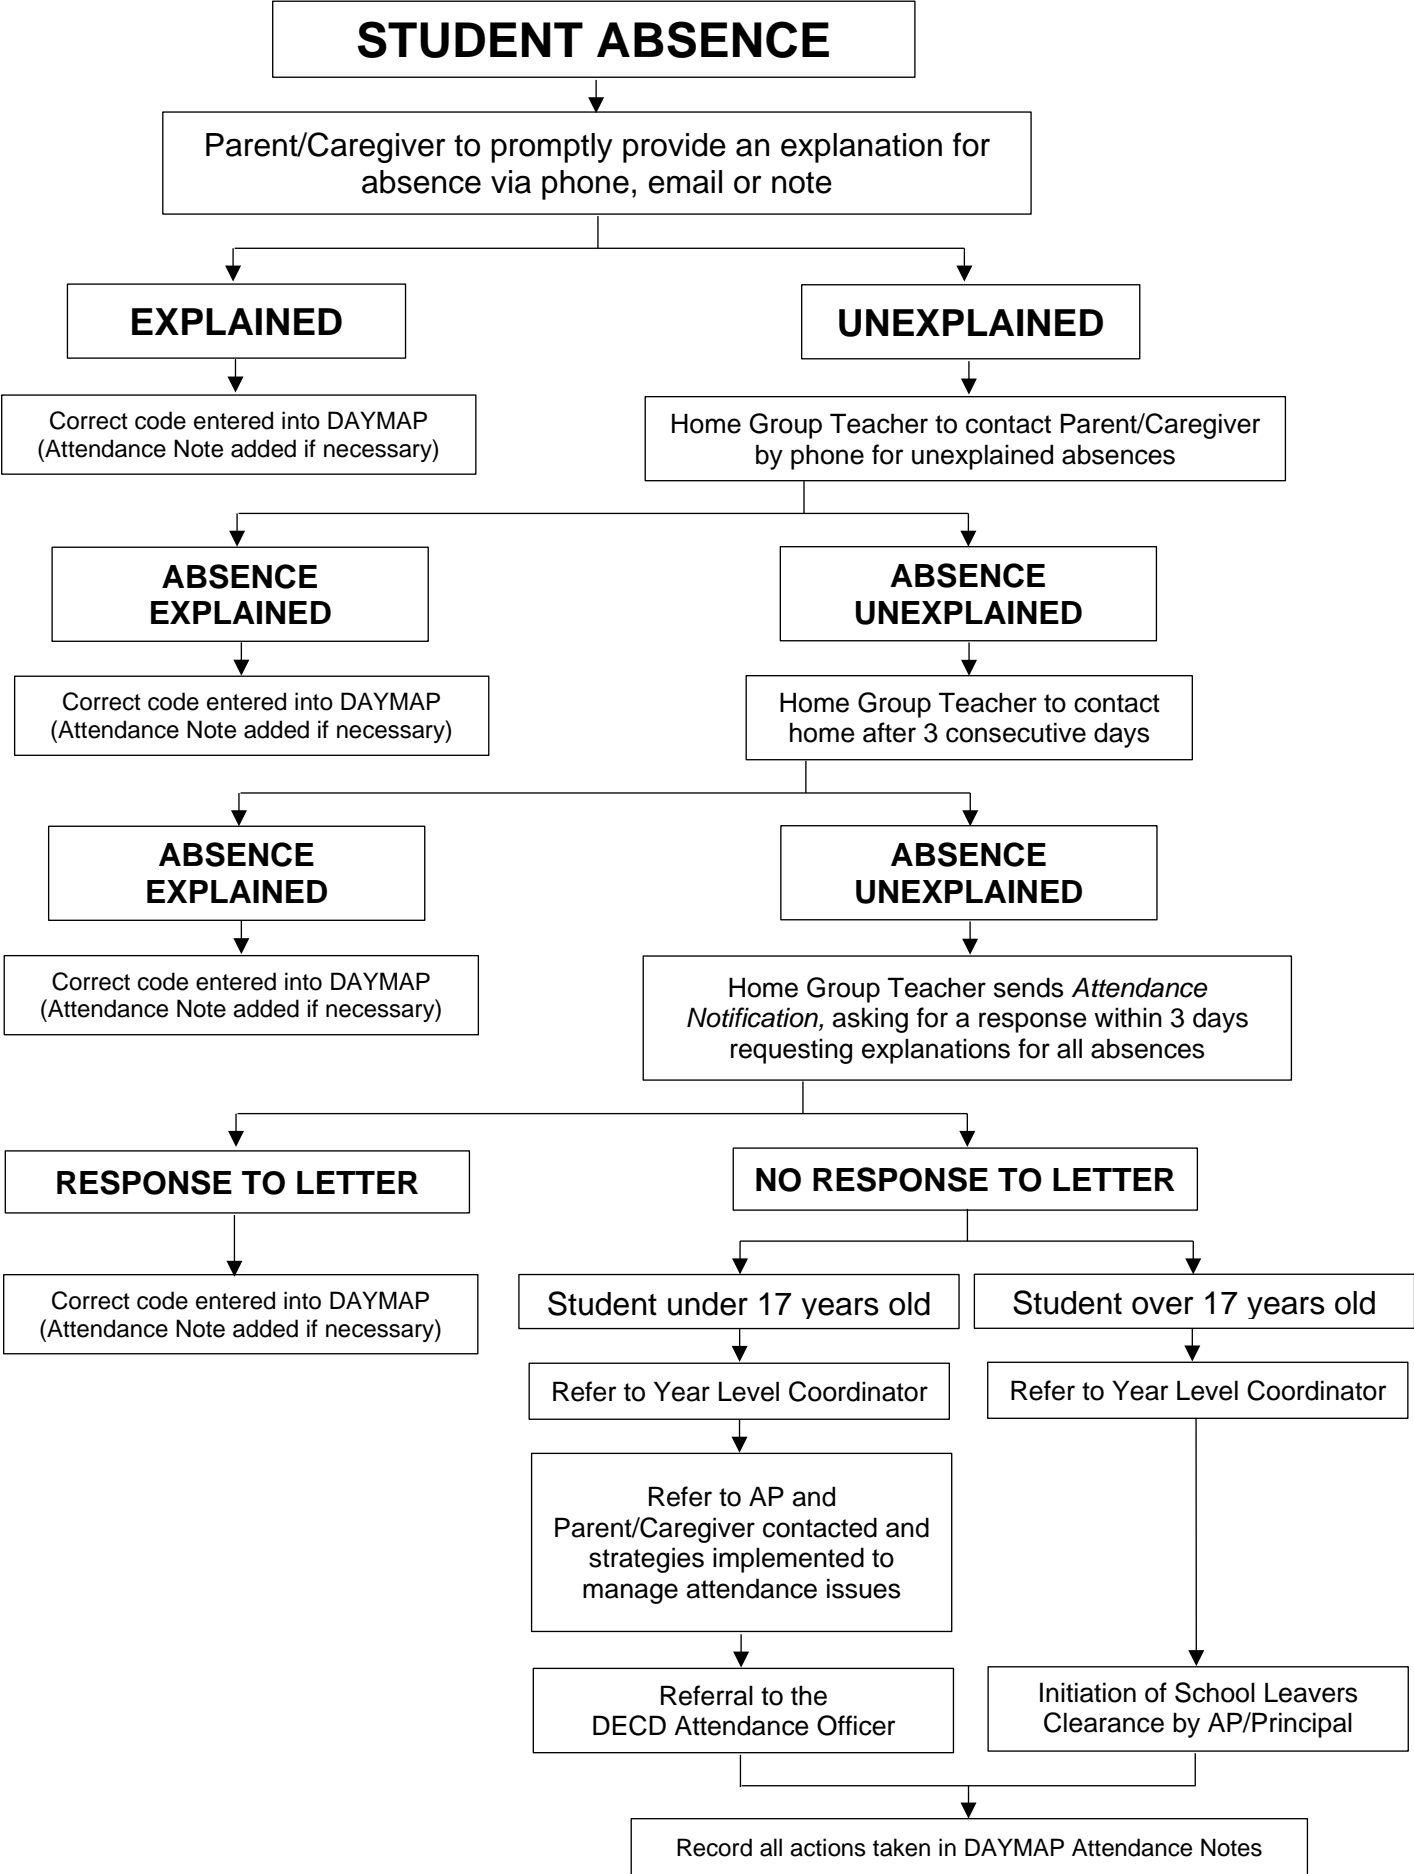 STUDENT ABSENCE
Parent/Caregiver to promptly provide an explanation for
absence via phone, email or note
EXPLAINED
UNEXPLAINED
Correct code entered into DAYMAP
(Attendance Note added if necessary)
Home Group Teacher to contact Parent/Caregiver
by phone for unexplained absences
ABSENCE
EXPLAINED
ABSENCE
UNEXPLAINED
Correct code entered into DAYMAP
(Attendance Note added if necessary)
Home Group Teacher to contact
home after 3 consecutive days
ABSENCE
EXPLAINED
ABSENCE
UNEXPLAINED
Correct code entered into DAYMAP
(Attendance Note added if necessary)
Home Group Teacher sends Attendance
Notification, asking for a response within 3 days
requesting explanations for all absences
RESPONSE TO LETTER
NO RESPONSE TO LETTER
Correct code entered into DAYMAP
(Attendance Note added if necessary)
Student under 17 years old
Student over 17 years old
Refer to Year Level Coordinator
Refer to Year Level Coordinator
Refer to AP and
Parent/Caregiver contacted and
strategies implemented to
manage attendance issues
Referral to the
DECD Attendance Officer
Initiation of School Leavers
Clearance by AP/Principal
Record all actions taken in DAYMAP Attendance Notes